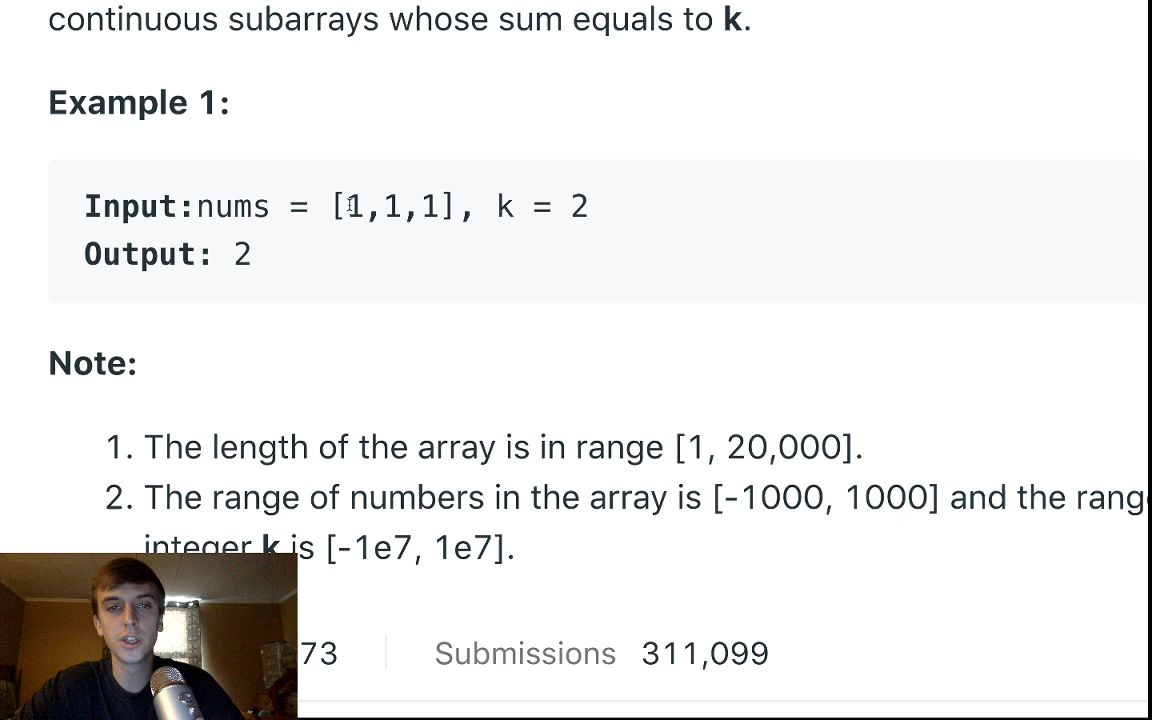 continuous subarrays whose sum equals to k.
Example 1:
Input:nums = [1,1,1], k = 2
Output: 2
Note:
1. The length of the array is in range [1, 20,000].
2. The range of numbers in the array is [-1000, 1000] and the rang
integer k is [-1e7, 1e7].
73 Submissions 311,099